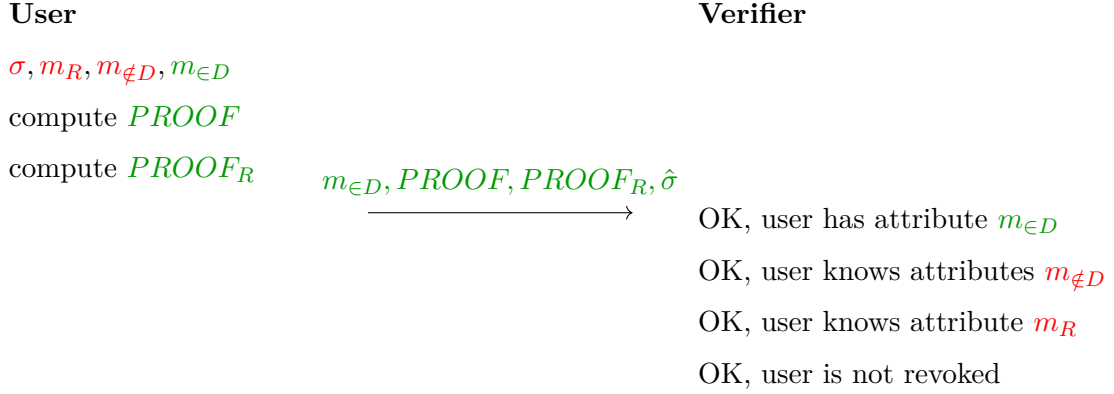 User
Verifier
σ, m_R, m_{∉D}, m_{∈D}
compute PROOF
compute PROOF_R
m_{∈D}, PROOF, PROOF_R, σ̂
OK, user has attribute m_{∈D}
OK, user knows attributes m_{∉D}
OK, user knows attribute m_R
OK, user is not revoked